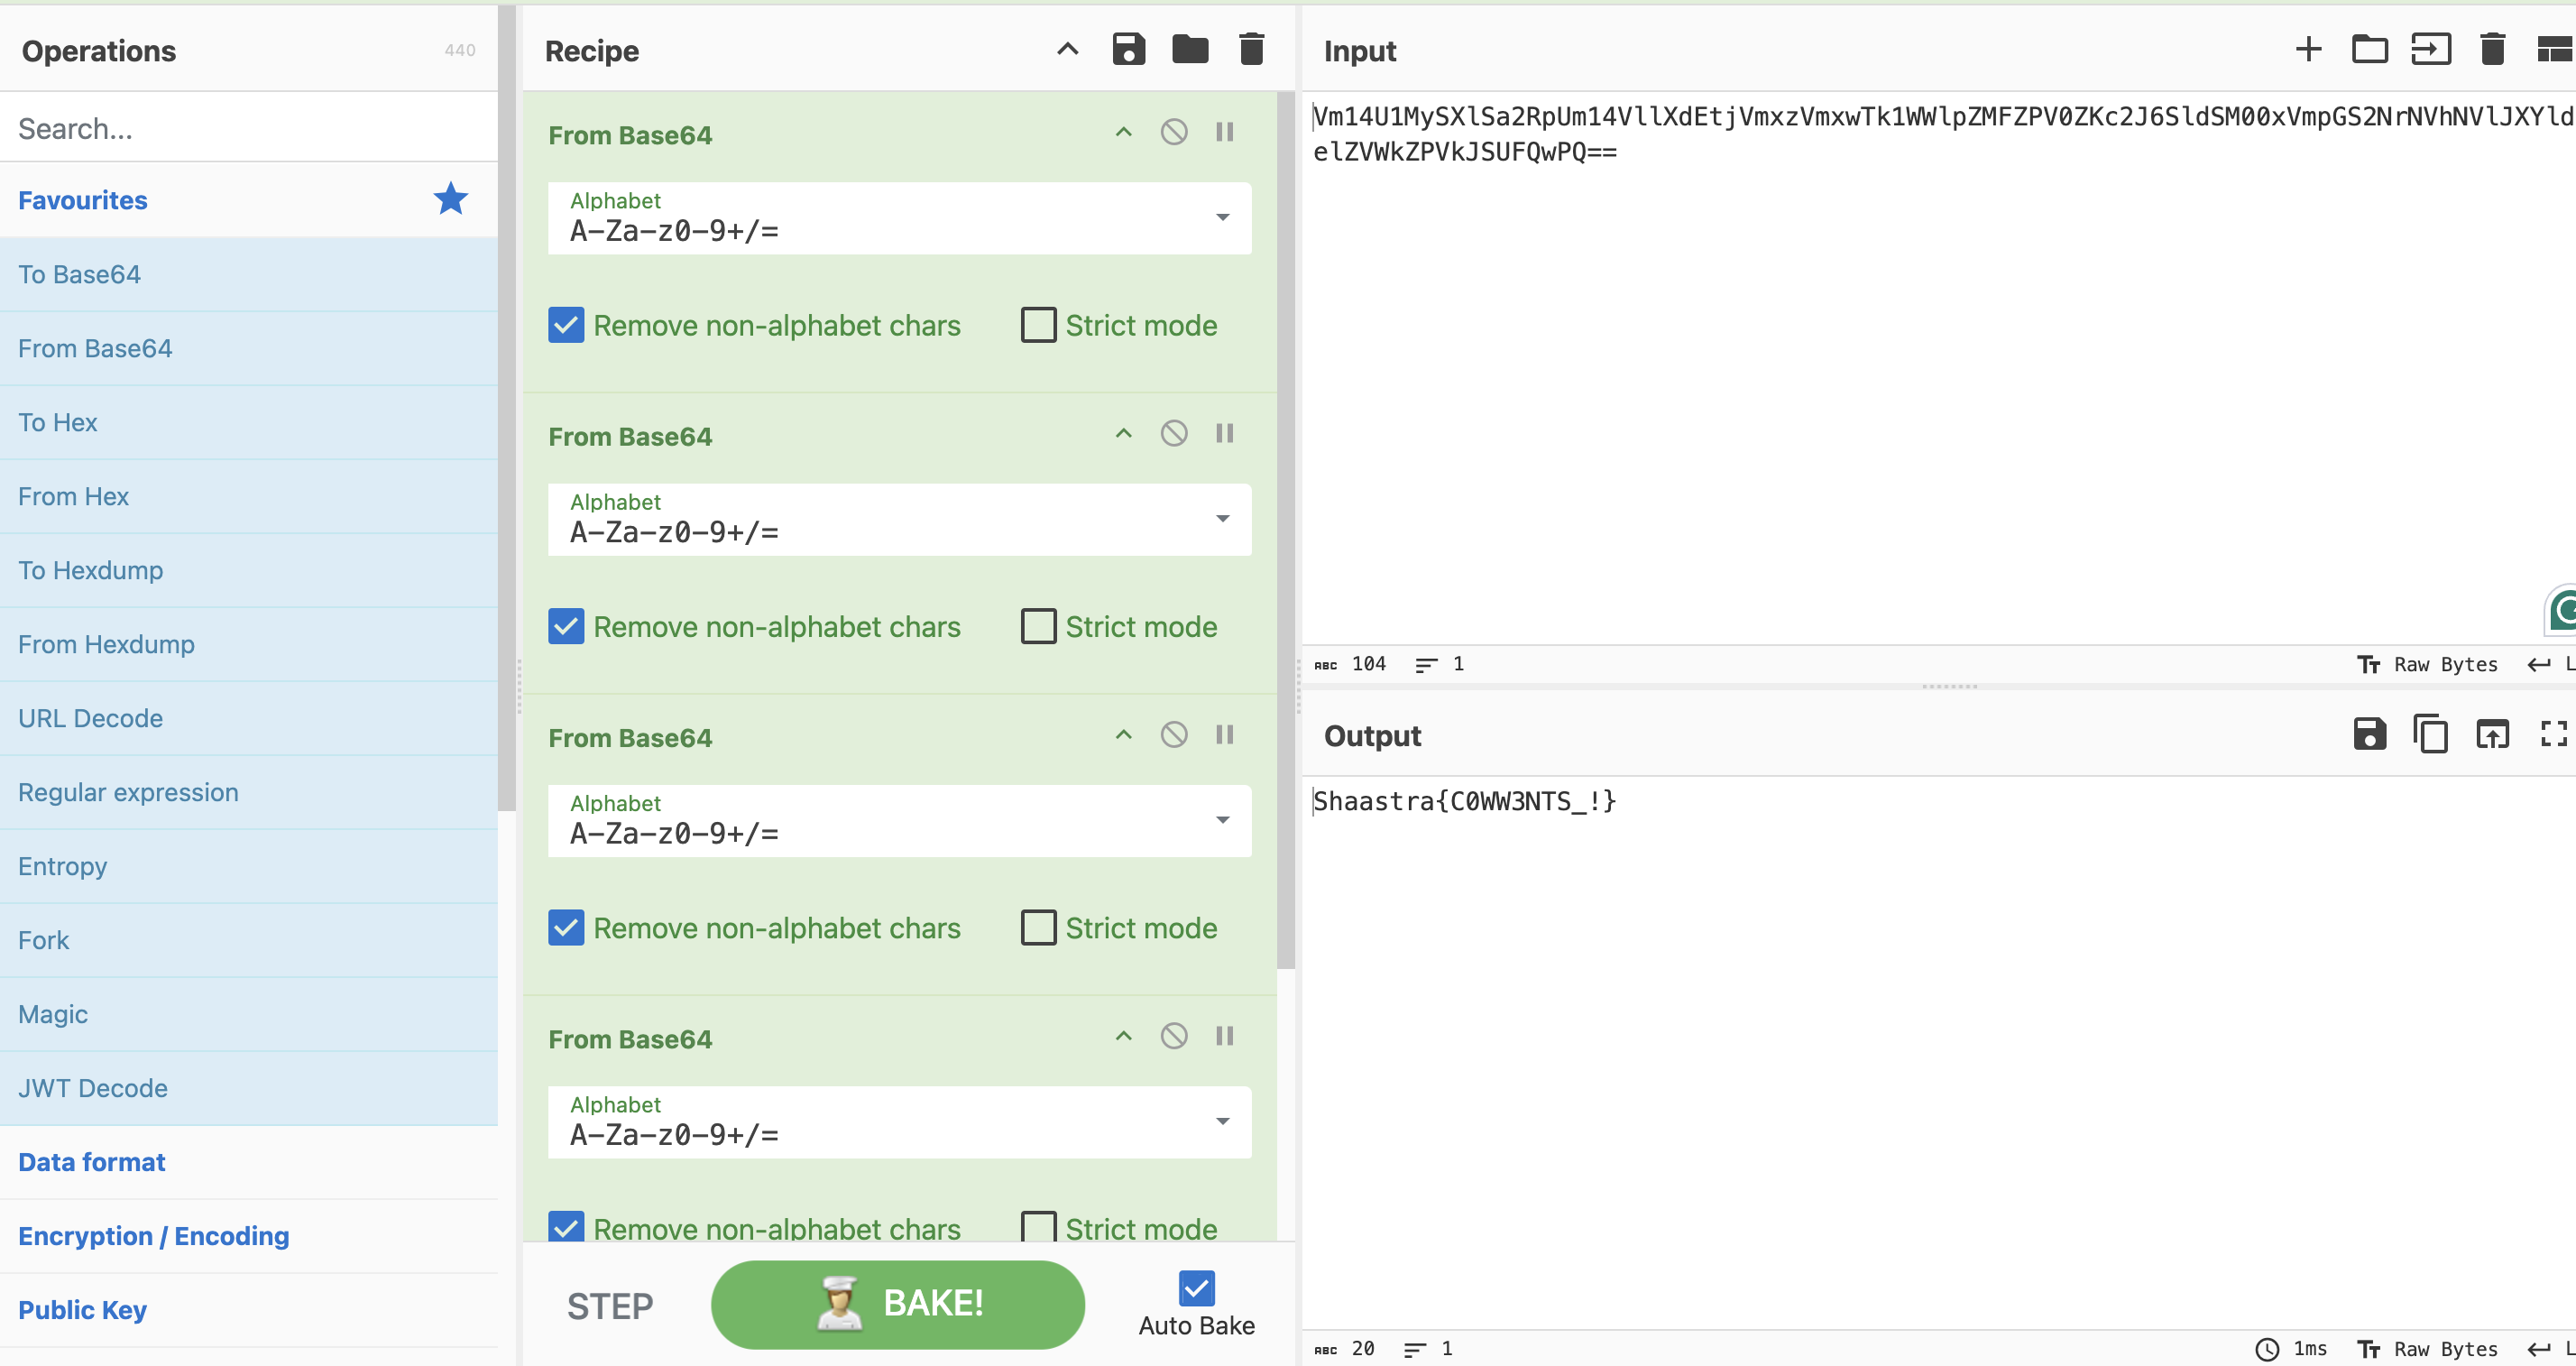 Operations 440
Search...
Favourites
To Base64
From Base64
To Hex
From Hex
To Hexdump
From Hexdump
URL Decode
Regular expression
Entropy
Fork
Magic
JWT Decode
Data format
Encryption / Encoding
Public Key
Recipe
From Base64
Alphabet
A-Za-z0-9+/=
Remove non-alphabet chars Strict mode
From Base64
Alphabet
A-Za-z0-9+/=
Remove non-alphabet chars Strict mode
From Base64
Alphabet
A-Za-z0-9+/=
Remove non-alphabet chars Strict mode
From Base64
Alphabet
A-Za-z0-9+/=
Remove non-alphabet chars Strict mode
STEP BAKE! Auto Bake
Input
Vm14U1MySXlSa2RpUm14VllXdEtjVmxzVmxwTk1WWlpZMFZPV0ZKc2J6SldSM00xVmpGS2NrNVhNVlJXYld
elZVWkZPVkJSUFQwPQ==
ABC 104 1 Raw Bytes L
Output
Shaastra{C0WW3NTS_!}
ABC 20 1 1ms Raw Bytes L